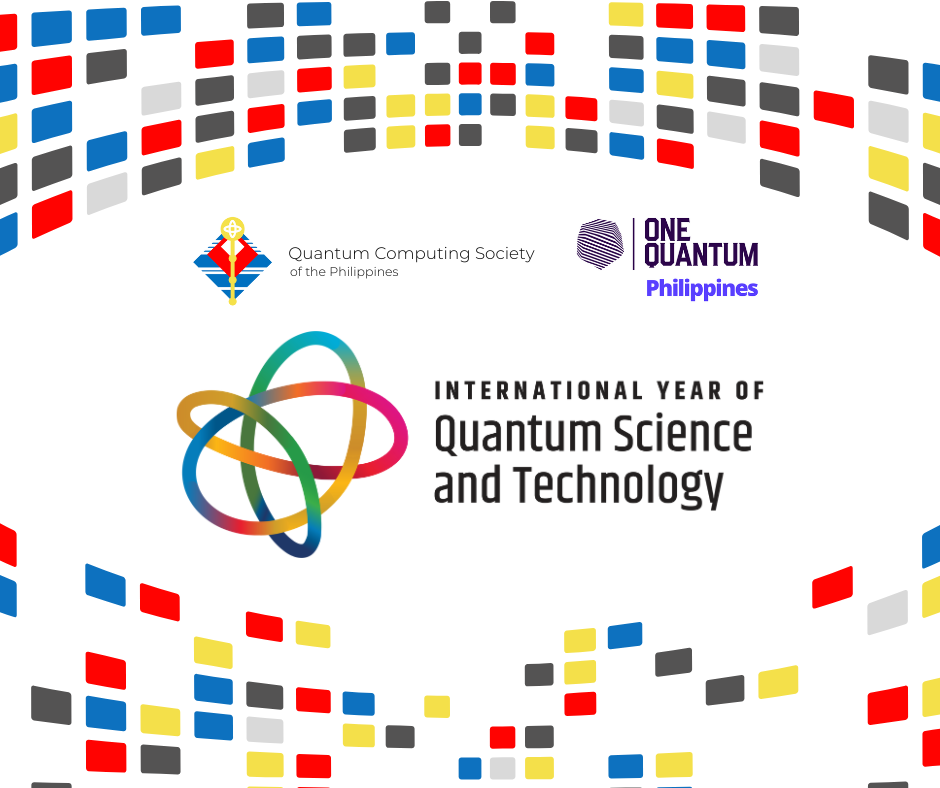 Quantum Computing Society
of the Philippines
ONE
QUANTUM
Philippines
INTERNATIONAL YEAR OF
Quantum Science
and Technology